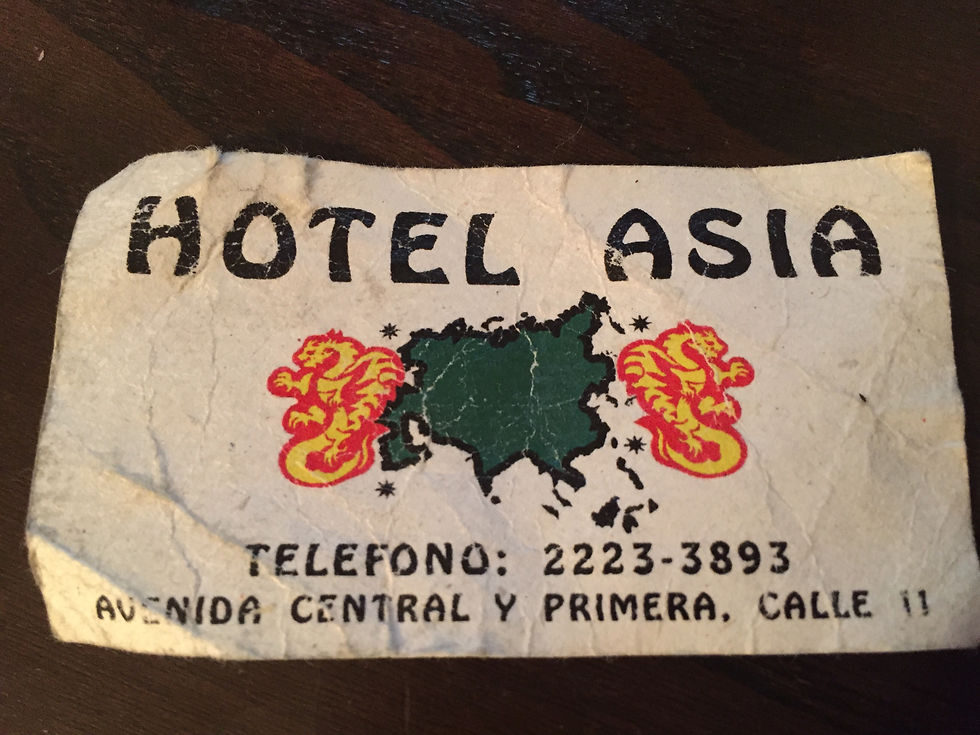 HOTEL ASIA
TELEFONO: 2223-3893
AVENIDA CENTRAL Y PRIMERA, CALLE 11